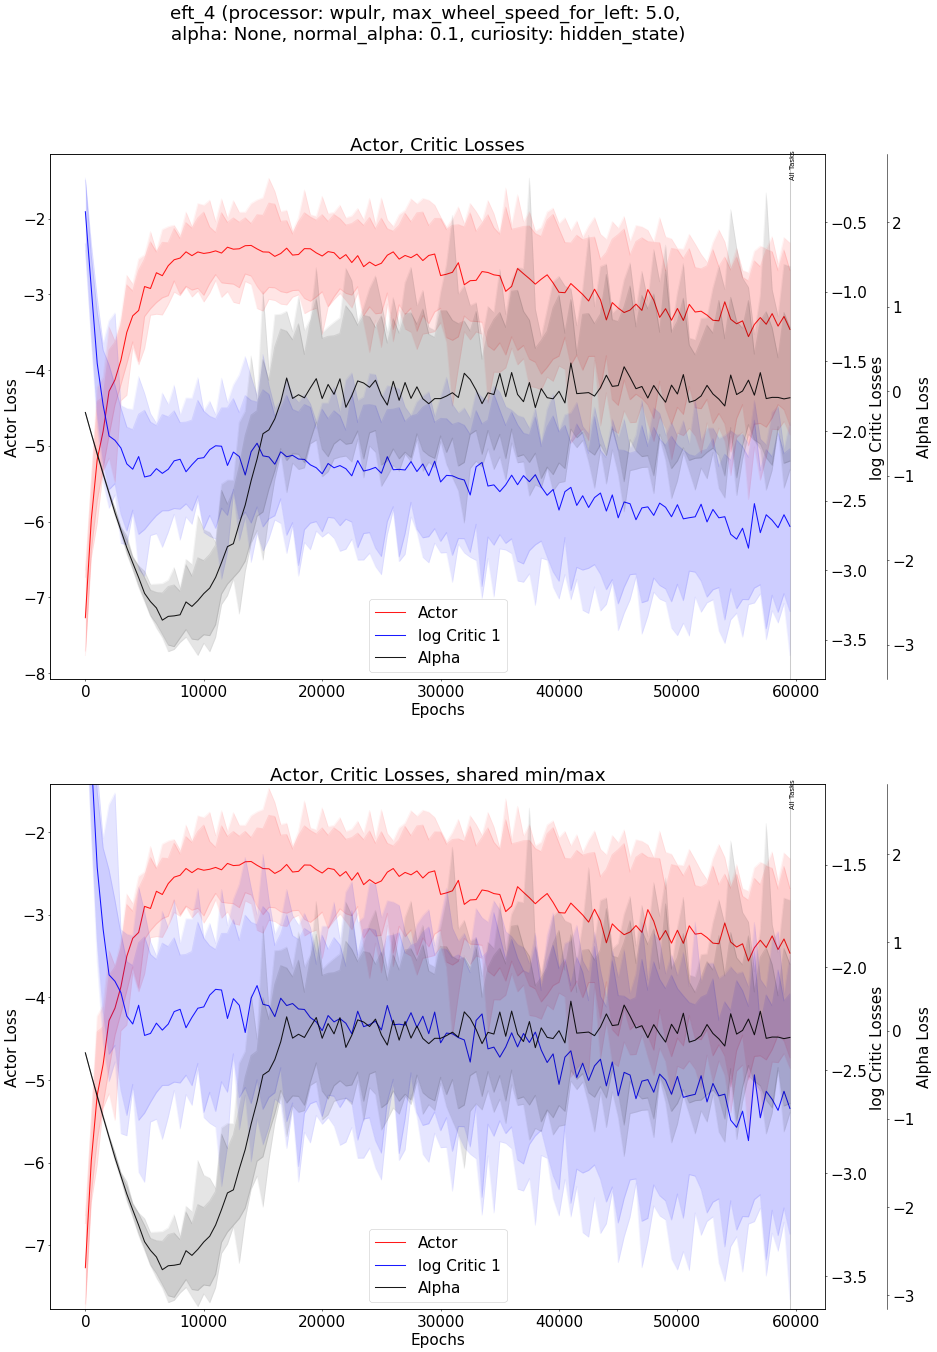 eft_4 (processor: wpulr, max_wheel_speed_for_left: 5.0,
alpha: None, normal_alpha: 0.1, curiosity: hidden_state)
Actor, Critic Losses
All Tasks
−2
−3
−4
−5
−6
−7
−8
Actor Loss
−0.5
−1.0
−1.5
−2.0
−2.5
−3.0
−3.5
log Critic Losses
2
1
0
−1
−2
−3
Alpha Loss
Actor
log Critic 1
Alpha
0
10000
20000
30000
40000
50000
60000
Epochs
Actor, Critic Losses, shared min/max
All Tasks
−2
−3
−4
−5
−6
−7
Actor Loss
−1.5
−2.0
−2.5
−3.0
−3.5
log Critic Losses
2
1
0
−1
−2
−3
Alpha Loss
Actor
log Critic 1
Alpha
0
10000
20000
30000
40000
50000
60000
Epochs